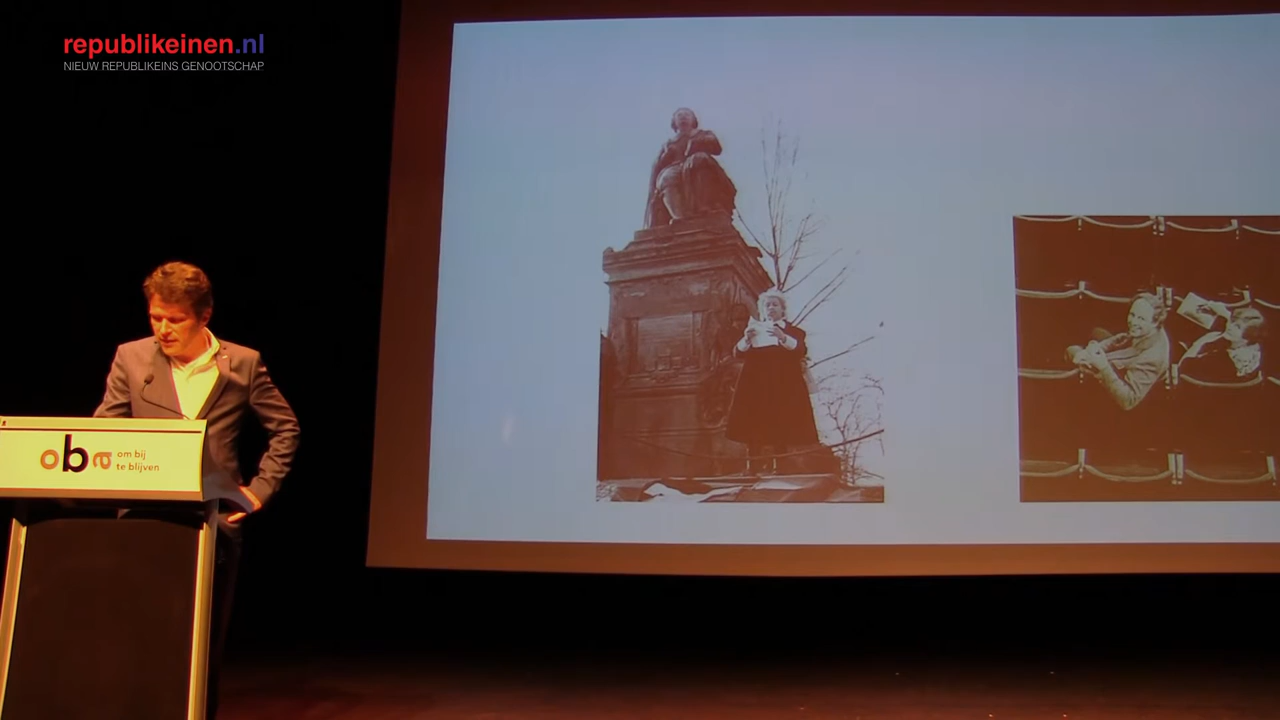 republikeinen.nl
NIEUW REPUBLIKEINS GENOOTSCHAP
oba om bij
te blijven